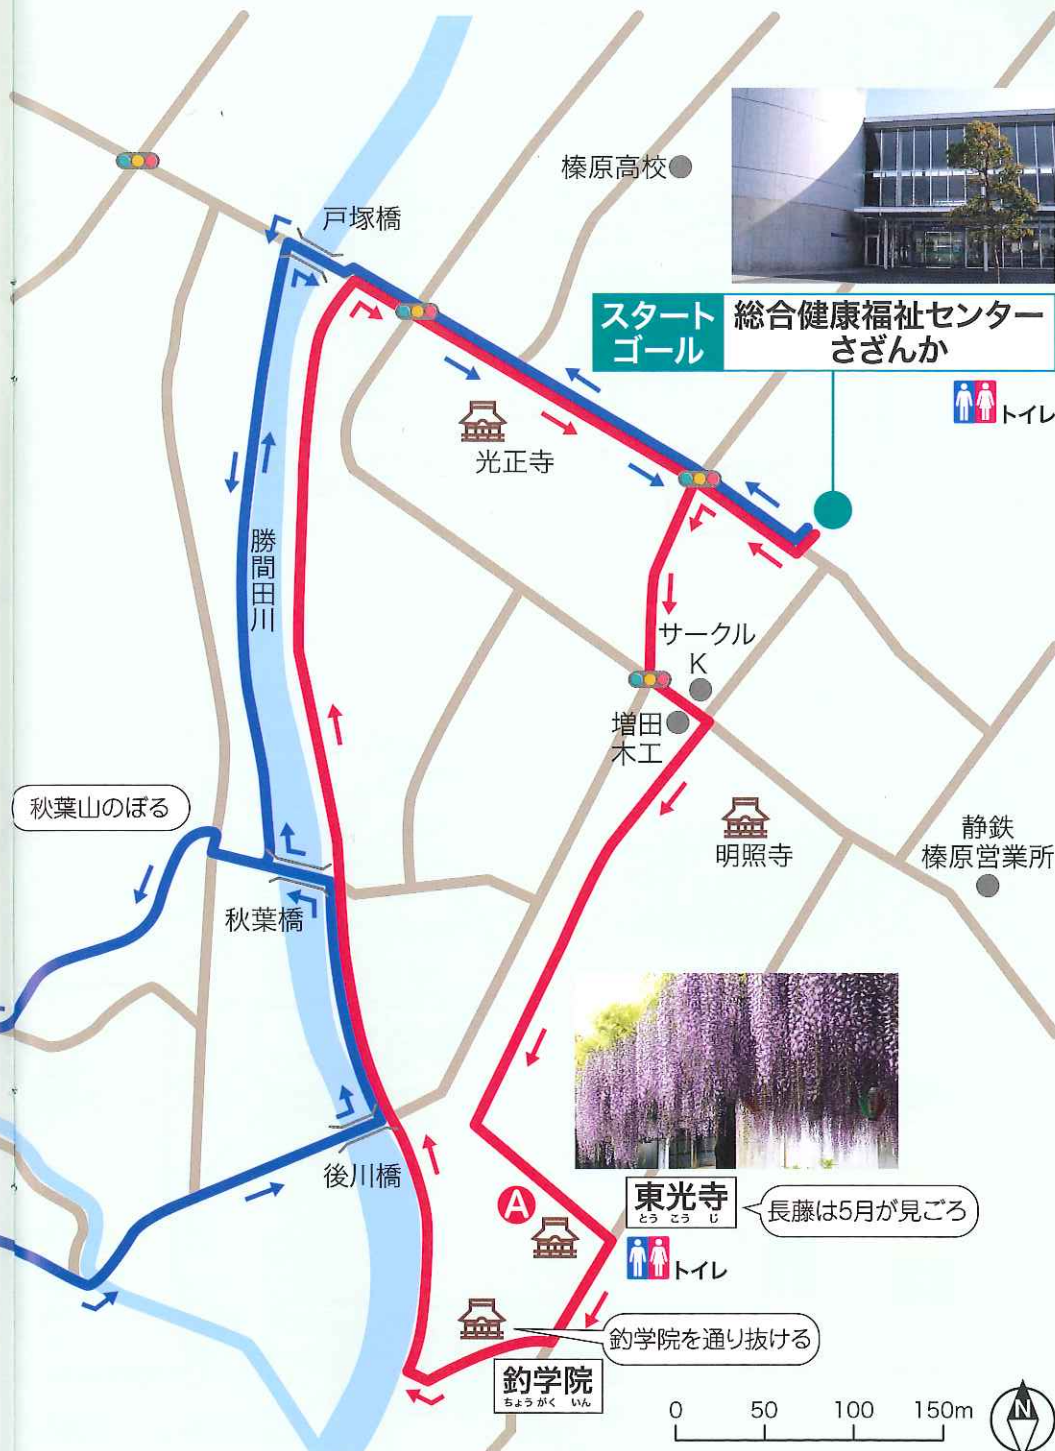 榛原高校
戸塚橋
スタート
ゴール
総合健康福祉センター
さざんか
トイレ
光正寺
勝間田川
サークル
K
増田
木工
秋葉山のぼる
明照寺
静鉄
榛原営業所
秋葉橋
後川橋
A
東光寺
とう こう じ
長藤は5月が見ごろ
トイレ
釣学院を通り抜ける
釣学院
ちょう がく いん
0 50 100 150m
N